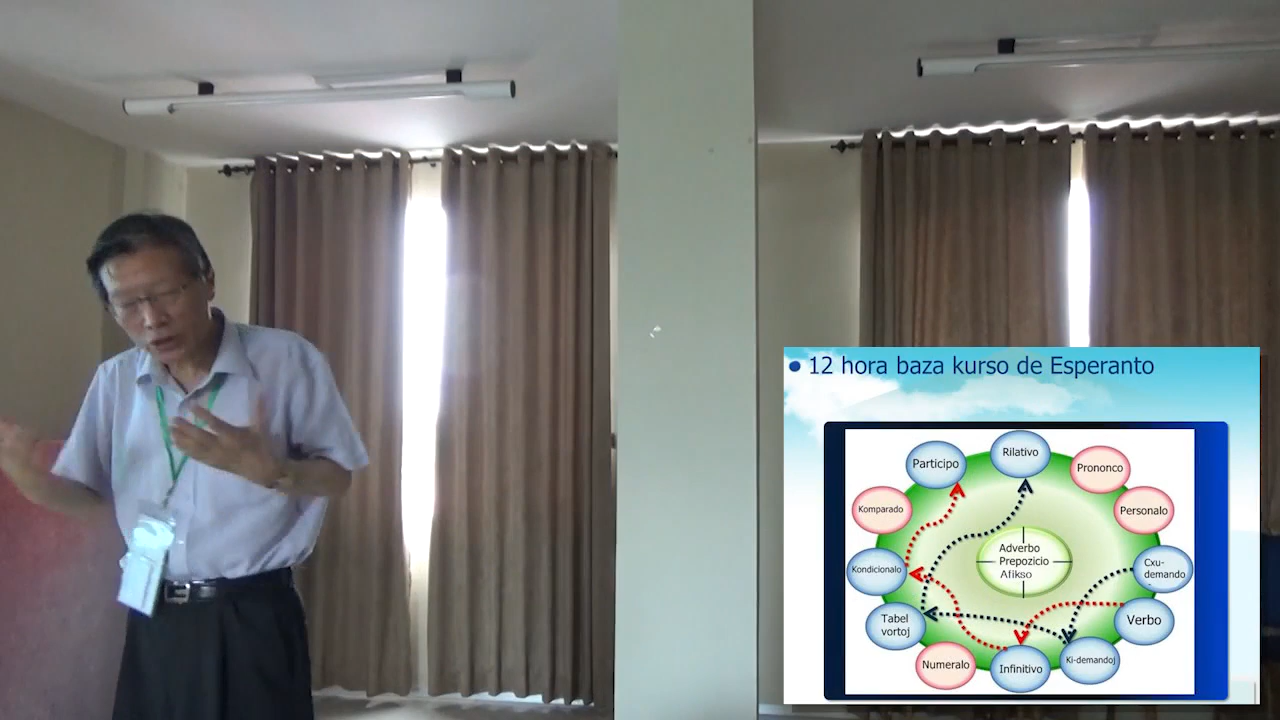 12 hora baza kurso de Esperanto
Rilativo
Participo
Prononco
Komparado
Personalo
Adverbo
Prepozicio
Afikso
Kondicionalo
Cxu-
demando
Tabel
vortoj
Verbo
Numeralo
Infinitivo
Ki-demandoj